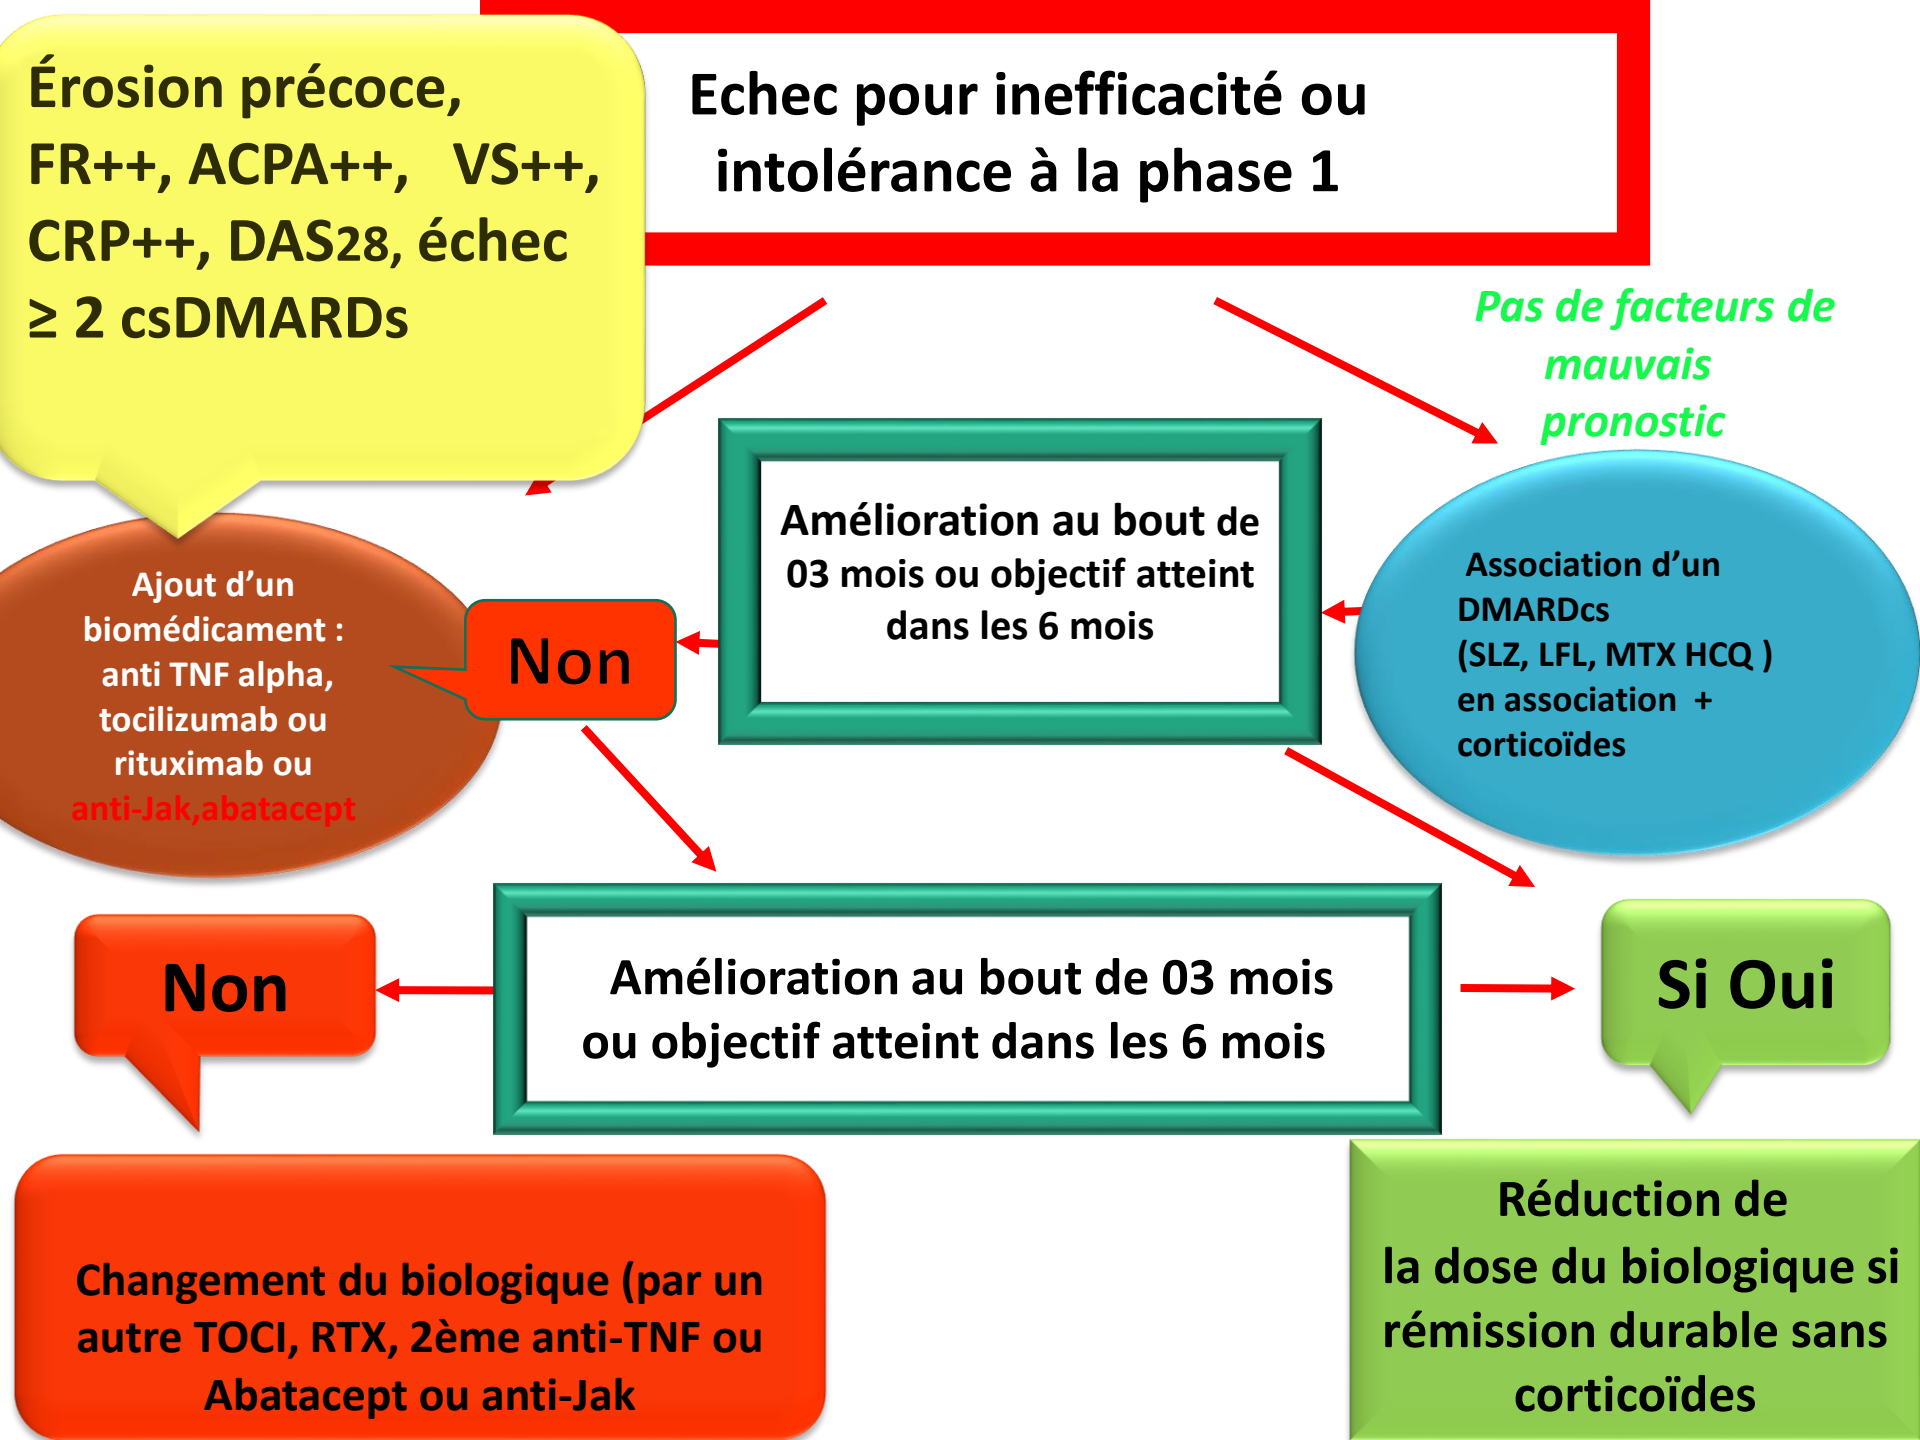 Érosion précoce,
FR++, ACPA++, VS++,
CRP++, DAS28, échec
≥ 2 csDMARDs
Echec pour inefficacité ou
intolérance à la phase 1
Pas de facteurs de
mauvais
pronostic
Amélioration au bout de
03 mois ou objectif atteint
dans les 6 mois
Association d’un
DMARDcs
(SLZ, LFL, MTX HCQ )
en association +
corticoïdes
Ajout d’un
biomédicament :
anti TNF alpha,
tocilizumab ou
rituximab ou
anti-Jak,abatacept
Non
Non
Amélioration au bout de 03 mois
ou objectif atteint dans les 6 mois
Si Oui
Changement du biologique (par un
autre TOCI, RTX, 2ème anti-TNF ou
Abatacept ou anti-Jak
Réduction de
la dose du biologique si
rémission durable sans
corticoïdes